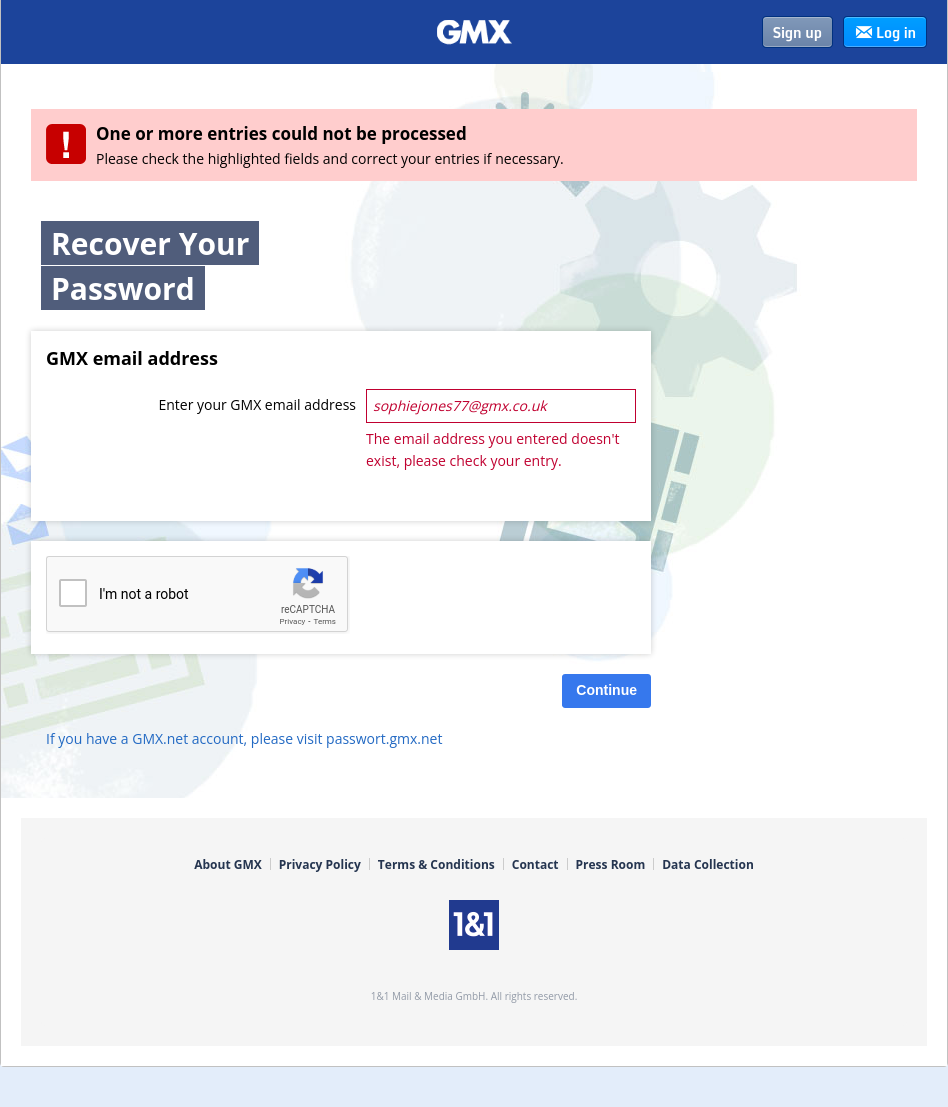 GMX
Sign up
Log in
One or more entries could not be processed
Please check the highlighted fields and correct your entries if necessary.
Recover Your
Password
GMX email address
Enter your GMX email address
sophiejones77@gmx.co.uk
The email address you entered doesn't
exist, please check your entry.
I'm not a robot
reCAPTCHA
Privacy - Terms
Continue
If you have a GMX.net account, please visit passwort.gmx.net
About GMX | Privacy Policy | Terms & Conditions | Contact | Press Room | Data Collection
1&1
1&1 Mail & Media GmbH. All rights reserved.